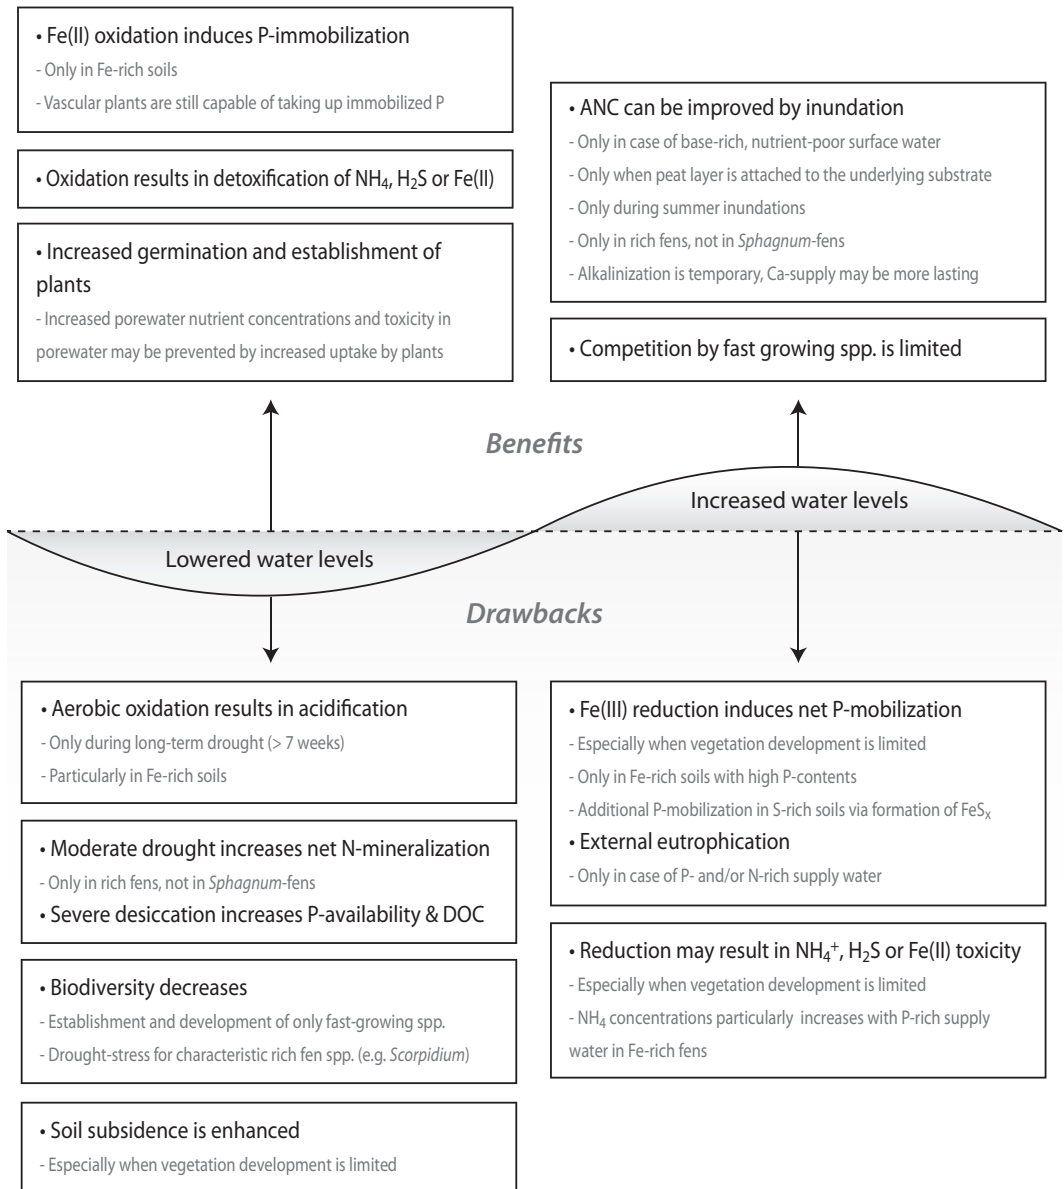 • Fe(II) oxidation induces P-immobilization
- Only in Fe-rich soils
- Vascular plants are still capable of taking up immobilized P
• Oxidation results in detoxification of NH₄, H₂S or Fe(II)
• Increased germination and establishment of
plants
- Increased porewater nutrient concentrations and toxicity in
porewater may be prevented by increased uptake by plants
• ANC can be improved by inundation
- Only in case of base-rich, nutrient-poor surface water
- Only when peat layer is attached to the underlying substrate
- Only during summer inundations
- Only in rich fens, not in Sphagnum-fens
- Alkalinization is temporary, Ca-supply may be more lasting
• Competition by fast growing spp. is limited
Benefits
Increased water levels
Lowered water levels
Drawbacks
• Aerobic oxidation results in acidification
- Only during long-term drought (> 7 weeks)
- Particularly in Fe-rich soils
• Moderate drought increases net N-mineralization
- Only in rich fens, not in Sphagnum-fens
• Severe desiccation increases P-availability & DOC
• Biodiversity decreases
- Establishment and development of only fast-growing spp.
- Drought-stress for characteristic rich fen spp. (e.g. Scorpidium)
• Soil subsidence is enhanced
- Especially when vegetation development is limited
• Fe(III) reduction induces net P-mobilization
- Especially when vegetation development is limited
- Only in Fe-rich soils with high P-contents
- Additional P-mobilization in S-rich soils via formation of FeSₓ
• External eutrophication
- Only in case of P- and/or N-rich supply water
• Reduction may result in NH₄⁺, H₂S or Fe(II) toxicity
- Especially when vegetation development is limited
- NH₄ concentrations particularly increases with P-rich supply
water in Fe-rich fens